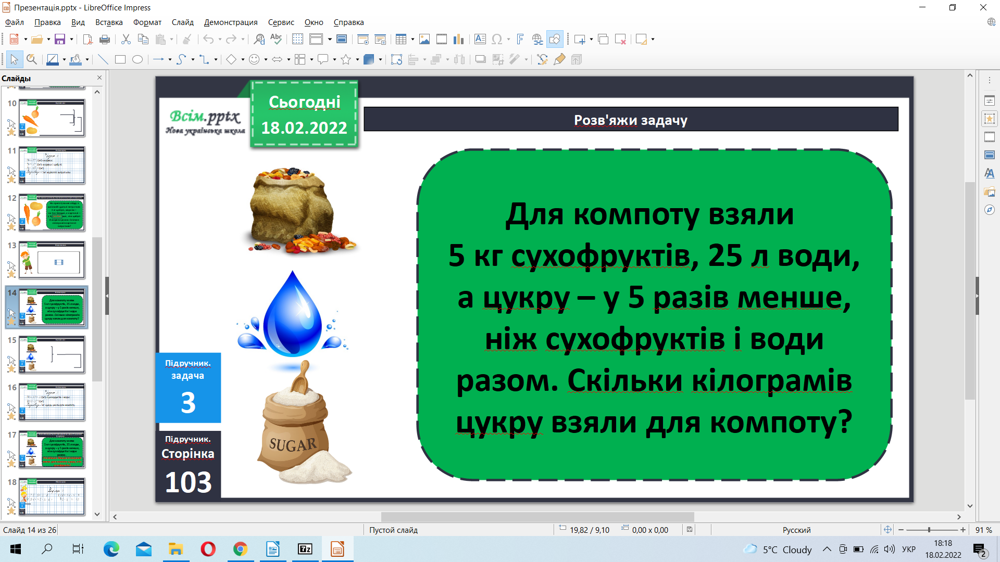 Презентація.pptx - LibreOffice Impress
Файл Правка Вид Вставка Формат Слайд Демонстрация Сервис Окно Справка
Слайды
10
11
12
13
14
15
16
17
18
Всім.pptx
Нова українська школа
Сьогодні
18.02.2022
Розв'яжи задачу
Для компоту взяли
5 кг сухофруктів, 25 л води,
а цукру – у 5 разів менше,
ніж сухофруктів і води
разом. Скільки кілограмів
цукру взяли для компоту?
SUGAR
Підручник.
задача
3
Підручник.
Сторінка
103
Слайд 14 из 26
Пустой слайд
19,82 / 9,10
0,00 x 0,00
Русский
91 %
5°C Cloudy
УКР
18:18
18.02.2022
2